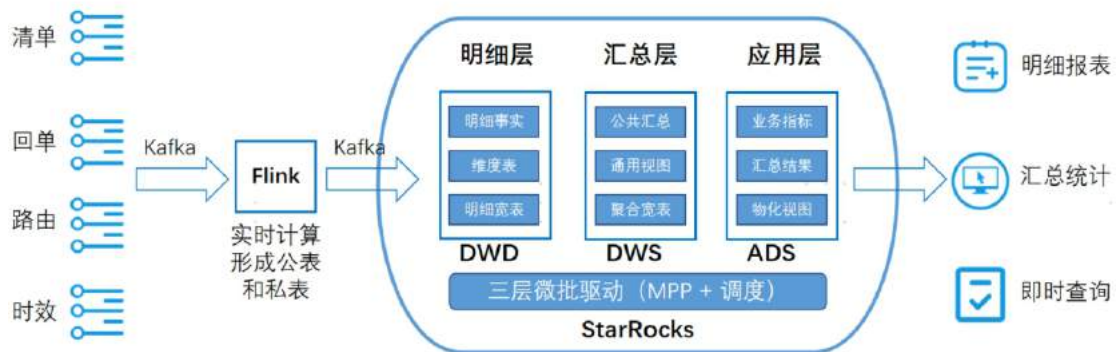 清单
回单
路由
时效
Kafka
Flink
实时计算
形成公表
和私表
Kafka
明细层
明细事实
维度表
明细宽表
DWD
汇总层
公共汇总
通用视图
聚合宽表
DWS
应用层
业务指标
汇总结果
物化视图
ADS
三层微批驱动（MPP + 调度）
StarRocks
明细报表
汇总统计
即时查询